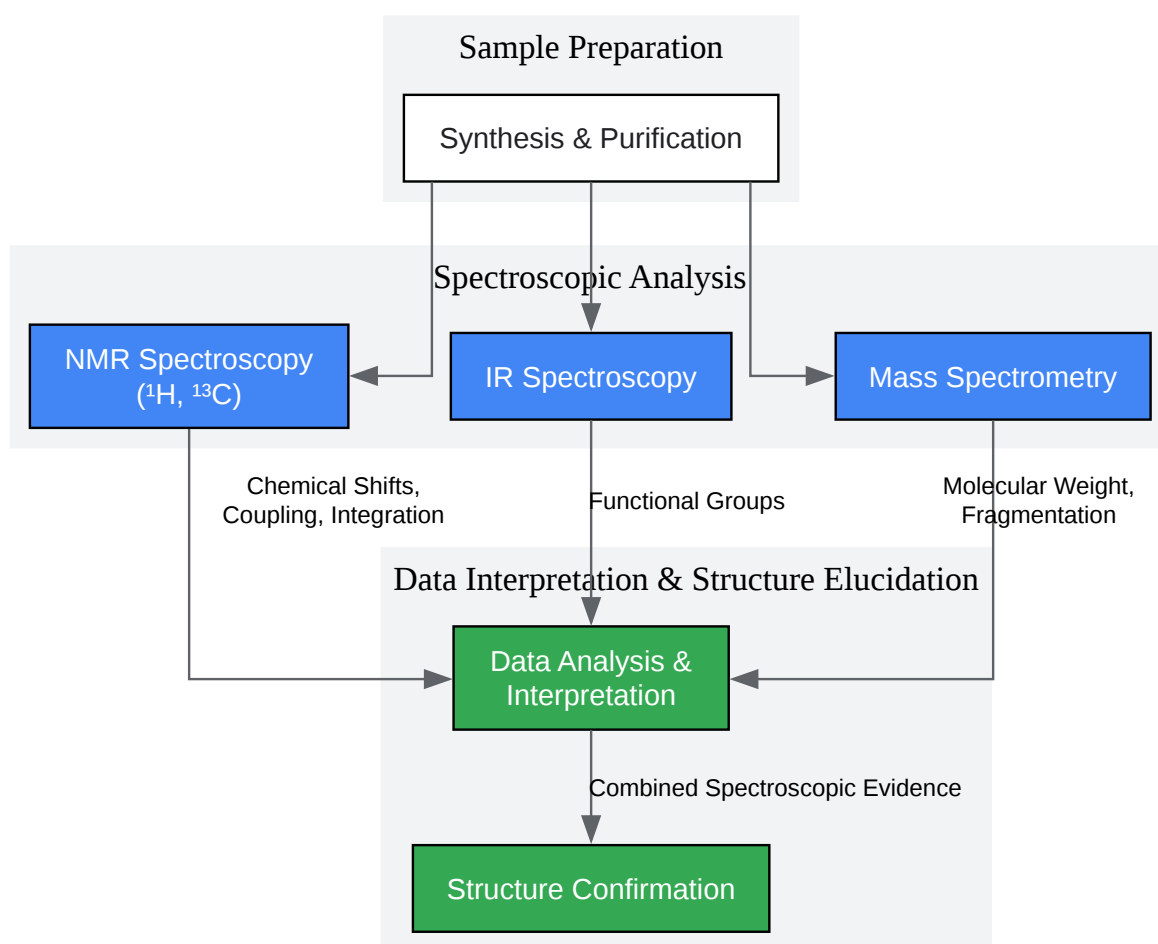 Sample Preparation
Synthesis & Purification
Spectroscopic Analysis
NMR Spectroscopy
(¹H, ¹³C)
IR Spectroscopy
Mass Spectrometry
Chemical Shifts,
Coupling, Integration
Functional Groups
Molecular Weight,
Fragmentation
Data Interpretation & Structure Elucidation
Data Analysis &
Interpretation
Combined Spectroscopic Evidence
Structure Confirmation